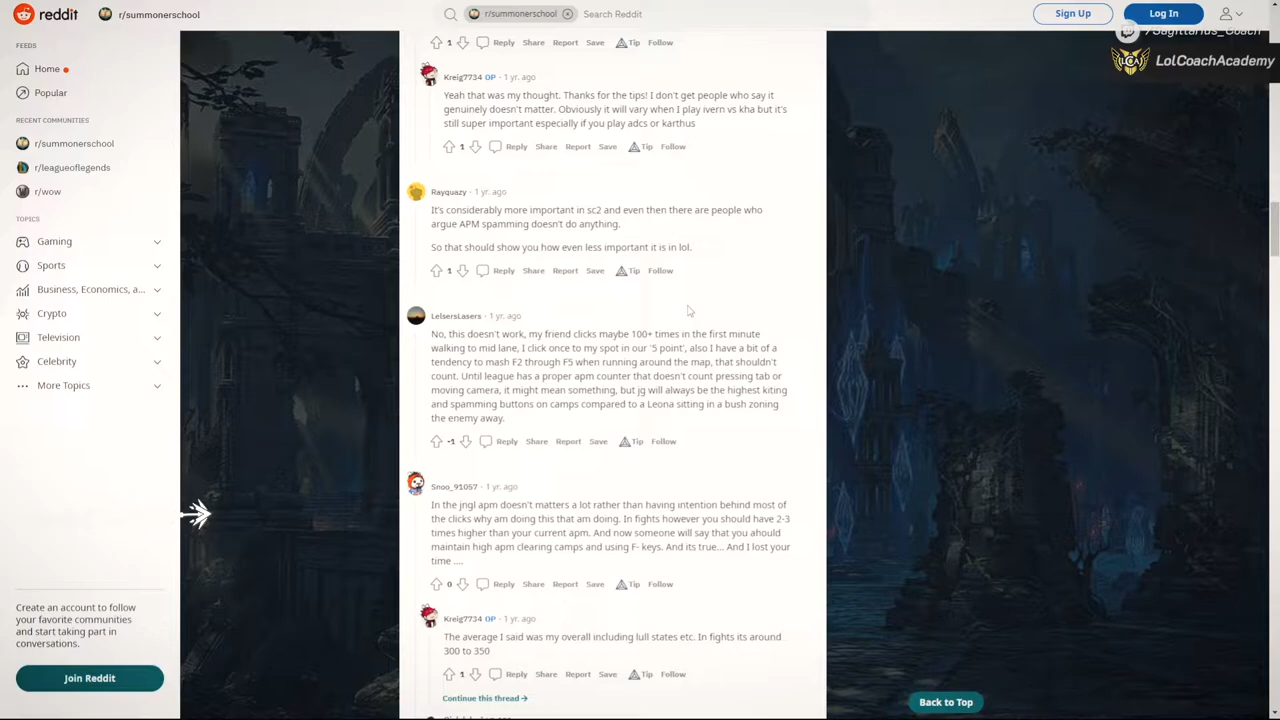 reddit
r/summonerschool
r/summonerschool
Search Reddit
Sign Up
Log In
/Sagittarius_Coach
LolCoachAcademy
FEEDS
Home
Popular
RECENT COMMUNITIES
r/summonerschool
r/leagueoflegends
r/wow
TOPICS
Gaming
Sports
Business, Economics, a...
Crypto
Television
Celebrity
More Topics
Create an account to follow
your favorite communities
and start taking part in
conversations.
Join Reddit
1 Reply Share Report Save Tip Follow
Kreig7734 OP · 1 yr. ago
Yeah that was my thought. Thanks for the tips! I don't get people who say it
genuinely doesn't matter. Obviously it will vary when I play ivern vs kha but it's
still super important especially if you play adcs or karthus
1 Reply Share Report Save Tip Follow
Rayquazy · 1 yr. ago
It's considerably more important in sc2 and even then there are people who
argue APM spamming doesn't do anything.
So that should show you how even less important it is in lol.
1 Reply Share Report Save Tip Follow
LelsersLasers · 1 yr. ago
No, this doesn't work, my friend clicks maybe 100+ times in the first minute
walking to mid lane, I click once to my spot in our '5 point', also I have a bit of a
tendency to mash F2 through F5 when running around the map, that shouldn't
count. Until league has a proper apm counter that doesn't count pressing tab or
moving camera, it might mean something, but jg will always be the highest kiting
and spamming buttons on camps compared to a Leona sitting in a bush zoning
the enemy away.
-1 Reply Share Report Save Tip Follow
Snoo_91057 · 1 yr. ago
In the jngl apm doesn't matters a lot rather than having intention behind most of
the clicks why am doing this that am doing. In fights however you should have 2-3
times higher than your current apm. And now someone will say that you ahould
maintain high apm clearing camps and using F- keys. And its true... And I lost your
time ....
0 Reply Share Report Save Tip Follow
Kreig7734 OP · 1 yr. ago
The average I said was my overall including lull states etc. In fights its around
300 to 350
1 Reply Share Report Save Tip Follow
Continue this thread
Back to Top